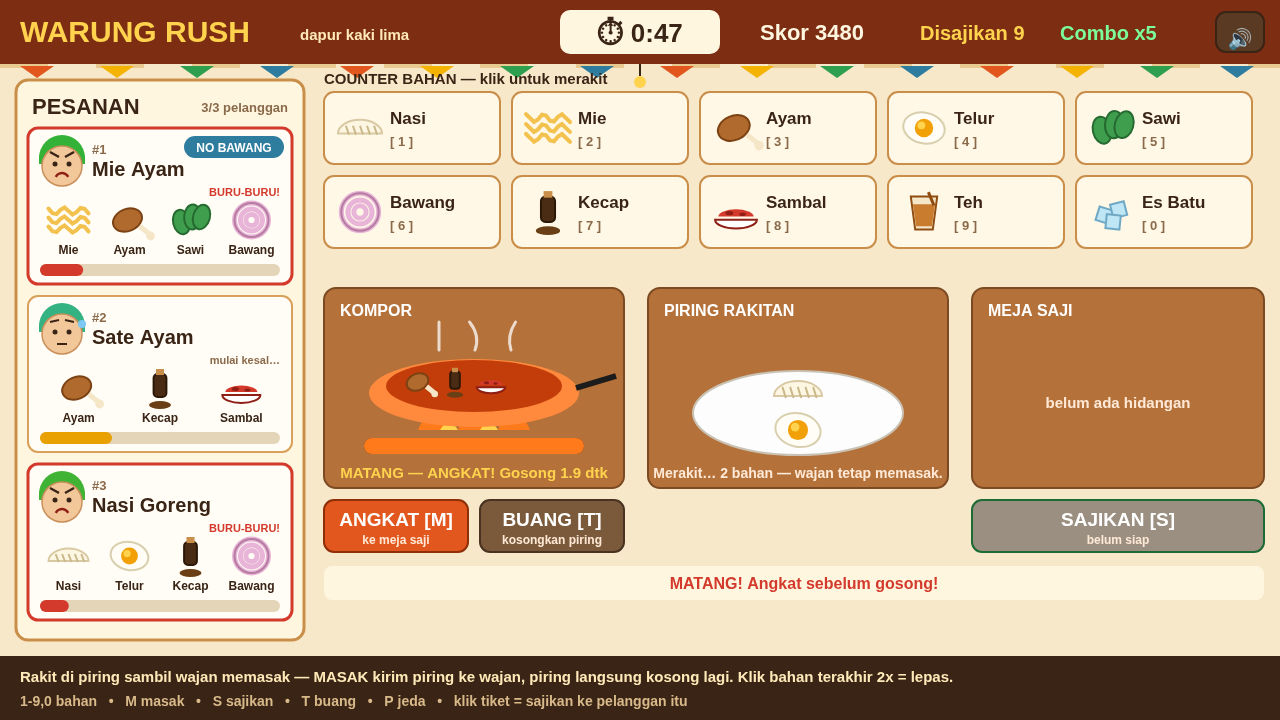 WARUNG RUSH
dapur kaki lima
0:47
Skor 3480
Disajikan 9
Combo x5
PESANAN
3/3 pelanggan
#1
NO BAWANG
Mie Ayam
BURU-BURU!
Mie Ayam Sawi Bawang
#2
Sate Ayam
mulai kesal...
Ayam Kecap Sambal
#3
Nasi Goreng
BURU-BURU!
Nasi Telur Kecap Bawang
COUNTER BAHAN — klik untuk merakit
Nasi
[ 1 ]
Mie
[ 2 ]
Ayam
[ 3 ]
Telur
[ 4 ]
Sawi
[ 5 ]
Bawang
[ 6 ]
Kecap
[ 7 ]
Sambal
[ 8 ]
Teh
[ 9 ]
Es Batu
[ 0 ]
KOMPOR
MATANG — ANGKAT! Gosong 1.9 dtk
PIRING RAKITAN
Merakit... 2 bahan — wajan tetap memasak.
MEJA SAJI
belum ada hidangan
ANGKAT [M]
ke meja saji
BUANG [T]
kosongkan piring
SAJIKAN [S]
belum siap
MATANG! Angkat sebelum gosong!
Rakit di piring sambil wajan memasak — MASAK kirim piring ke wajan, piring langsung kosong lagi. Klik bahan terakhir 2x = lepas.
1-9,0 bahan • M masak • S sajikan • T buang • P jeda • klik tiket = sajikan ke pelanggan itu